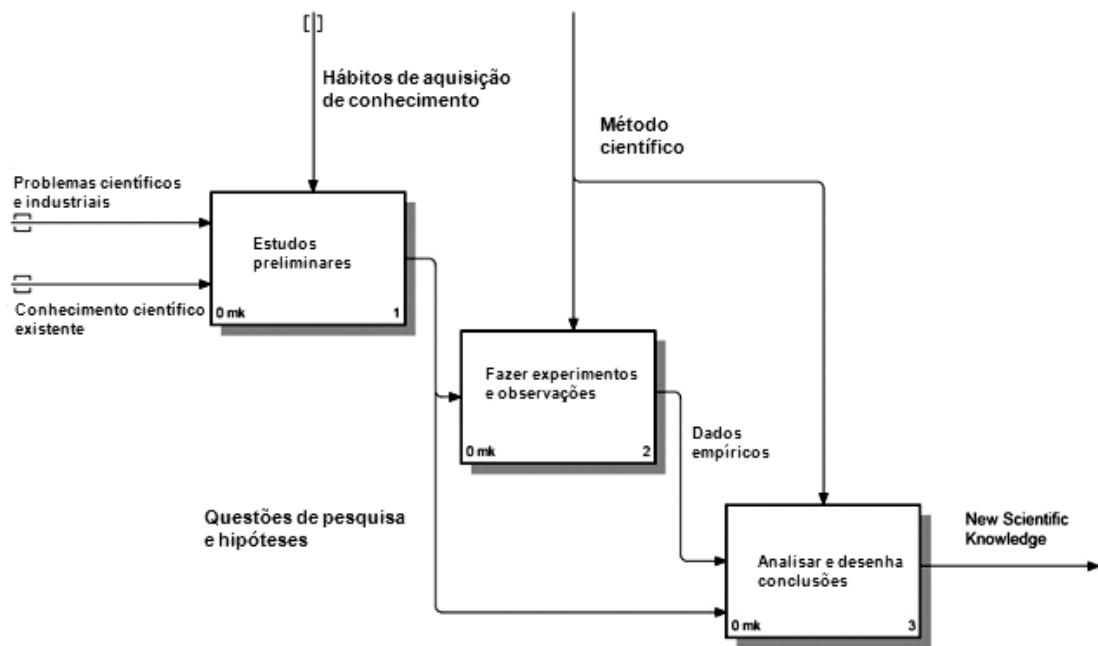 [ ]
Hábitos de aquisição
de conhecimento
Método
científico
Problemas científicos
e industriais
[ ]
Estudos
preliminares
0 mk
1
[ ]
Conhecimento científico
existente
Fazer experimentos
e observações
0 mk
2
Dados
empíricos
Questões de pesquisa
e hipóteses
New Scientific
Knowledge
Analisar e desenha
conclusões
0 mk
3